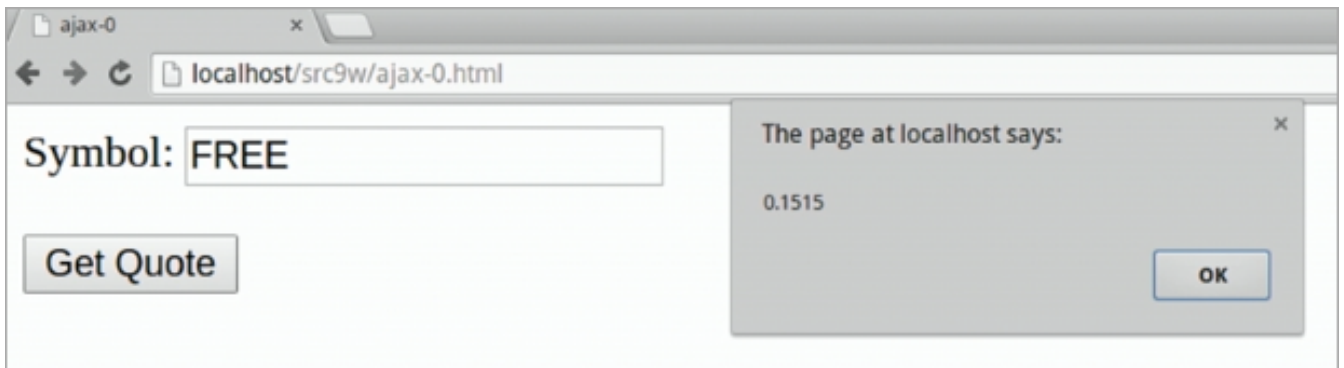 ajax-0
localhost/src9w/ajax-0.html
Symbol: FREE
Get Quote
The page at localhost says:
0.1515
OK